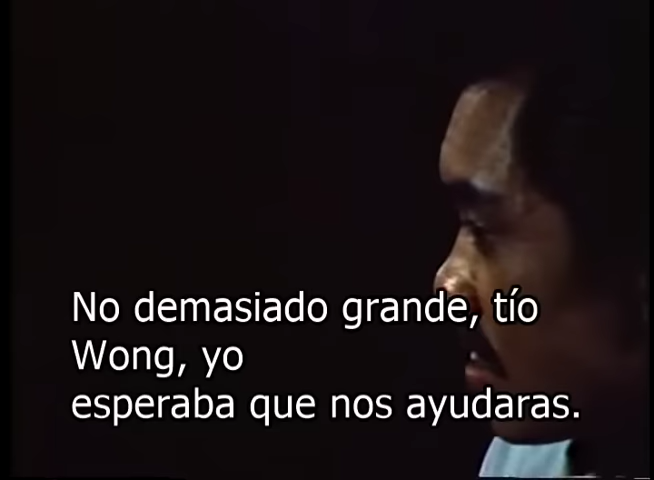 No demasiado grande, tío
Wong, yo
esperaba que nos ayudaras.